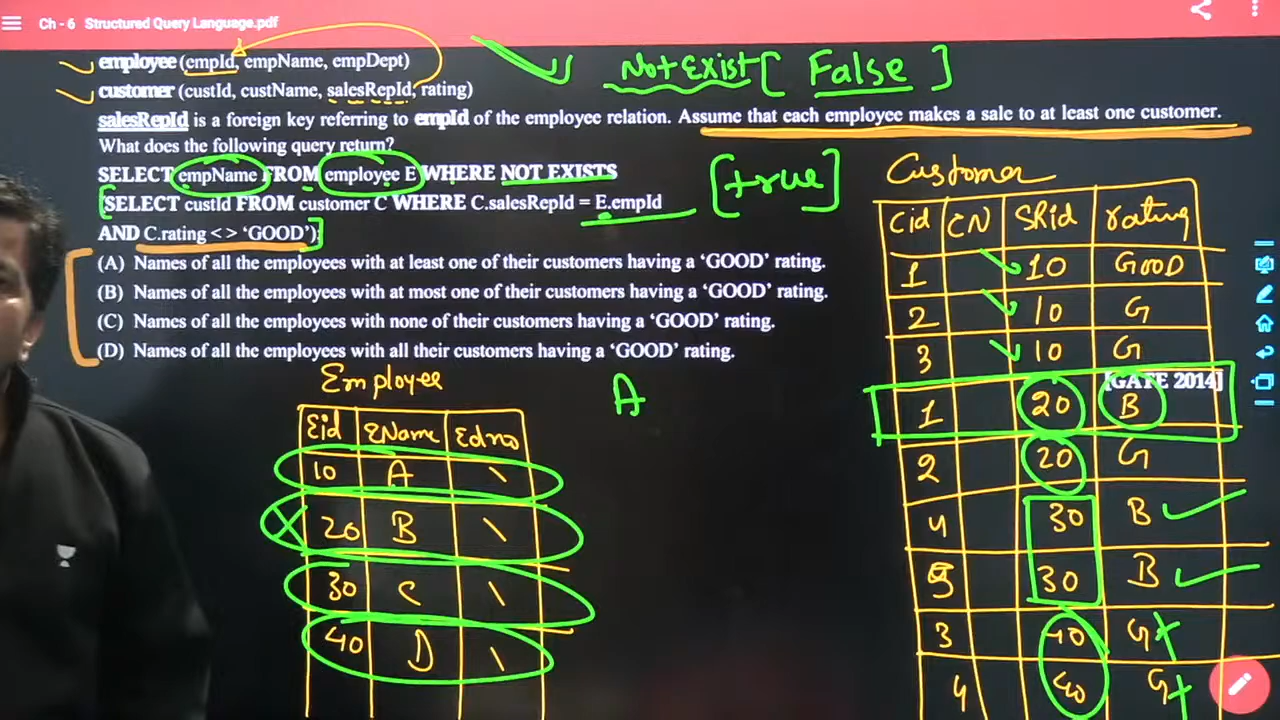 Ch - 6 Structured Query Language.pdf
employee (empId, empName, empDept)
customer (custId, custName, salesRepId, rating)
Not Exist [ False ]
salesRepId is a foreign key referring to empId of the employee relation. Assume that each employee makes a sale to at least one customer.
What does the following query return?
SELECT empName FROM employee E WHERE NOT EXISTS
[SELECT custId FROM customer C WHERE C.salesRepId = E.empId
AND C.rating < > 'GOOD');
[true]
(A) Names of all the employees with at least one of their customers having a 'GOOD' rating.
(B) Names of all the employees with at most one of their customers having a 'GOOD' rating.
(C) Names of all the employees with none of their customers having a 'GOOD' rating.
(D) Names of all the employees with all their customers having a 'GOOD' rating.
[GATE 2014]
Employee
Eid EName Edno
10 A \
20 B \
30 C \
40 D \
A
Customer
Cid CN SRid rating
1 10 GOOD
2 10 G
3 10 G
1 20 B
2 20 G
4 30 B
5 30 B
3 40 G
4 40 G